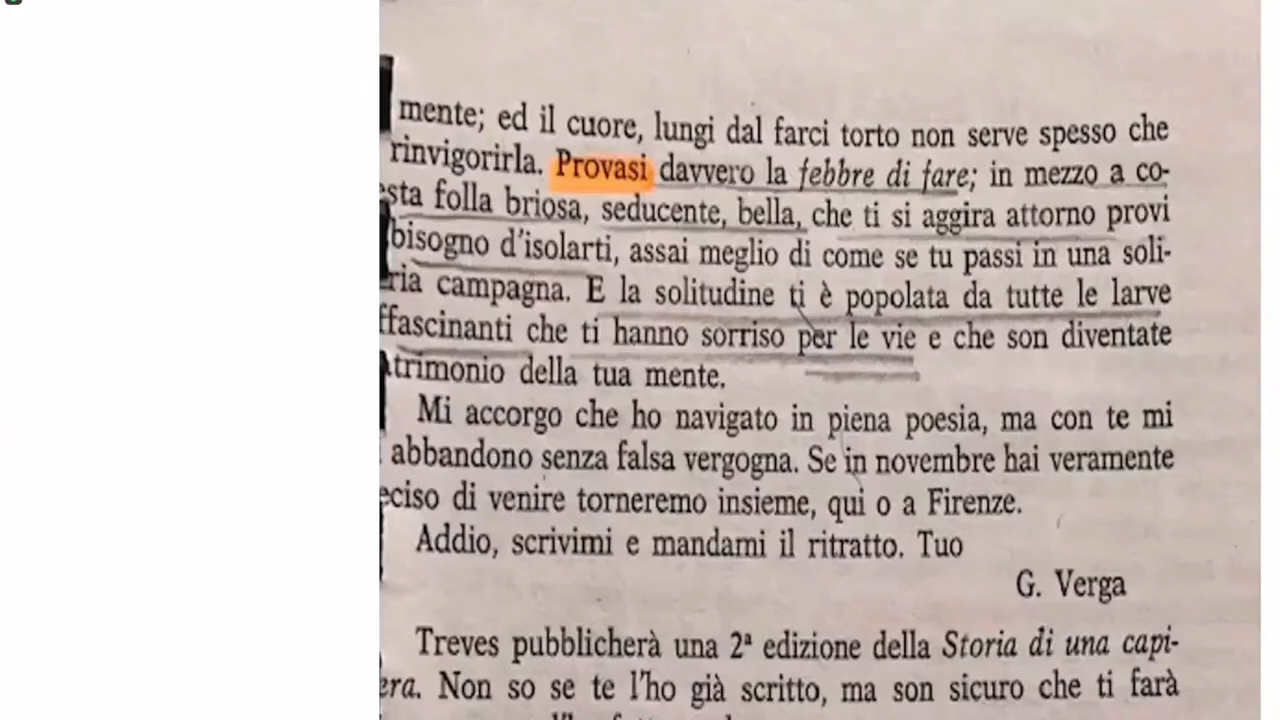 mente; ed il cuore, lungi dal farci torto non serve spesso che
rinvigorirla. Provasi davvero la febbre di fare; in mezzo a co-
sta folla briosa, seducente, bella, che ti si aggira attorno provi
bisogno d'isolarti, assai meglio di come se tu passi in una soli-
ria campagna. E la solitudine ti è popolata da tutte le larve
ffascinanti che ti hanno sorriso per le vie e che son diventate
trimonio della tua mente.
Mi accorgo che ho navigato in piena poesia, ma con te mi
abbandono senza falsa vergogna. Se in novembre hai veramente
eciso di venire torneremo insieme, qui o a Firenze.
Addio, scrivimi e mandami il ritratto. Tuo
G. Verga
Treves pubblicherà una 2ª edizione della Storia di una capi-
era. Non so se te l'ho già scritto, ma son sicuro che ti farà